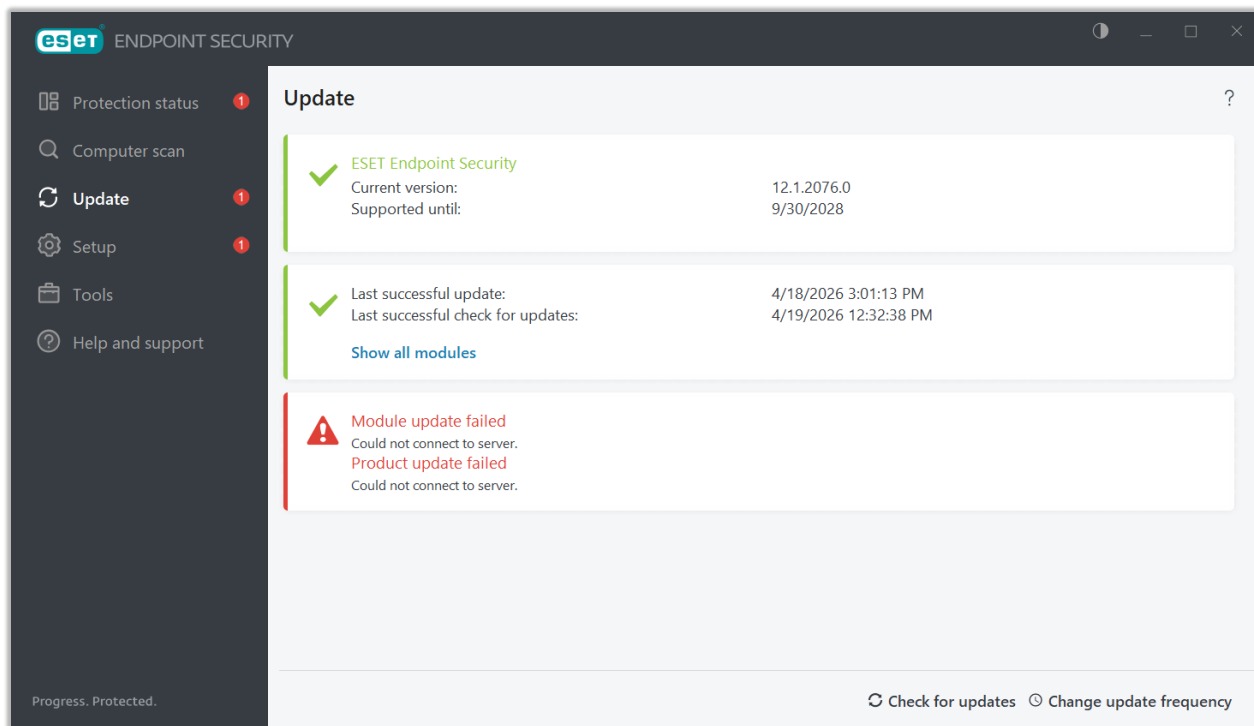 eset ENDPOINT SECURITY
Protection status 1
Computer scan
Update 1
Setup 1
Tools
Help and support
Progress. Protected.
Update ?
ESET Endpoint Security
Current version: 12.1.2076.0
Supported until: 9/30/2028
Last successful update: 4/18/2026 3:01:13 PM
Last successful check for updates: 4/19/2026 12:32:38 PM
Show all modules
Module update failed
Could not connect to server.
Product update failed
Could not connect to server.
Check for updates Change update frequency